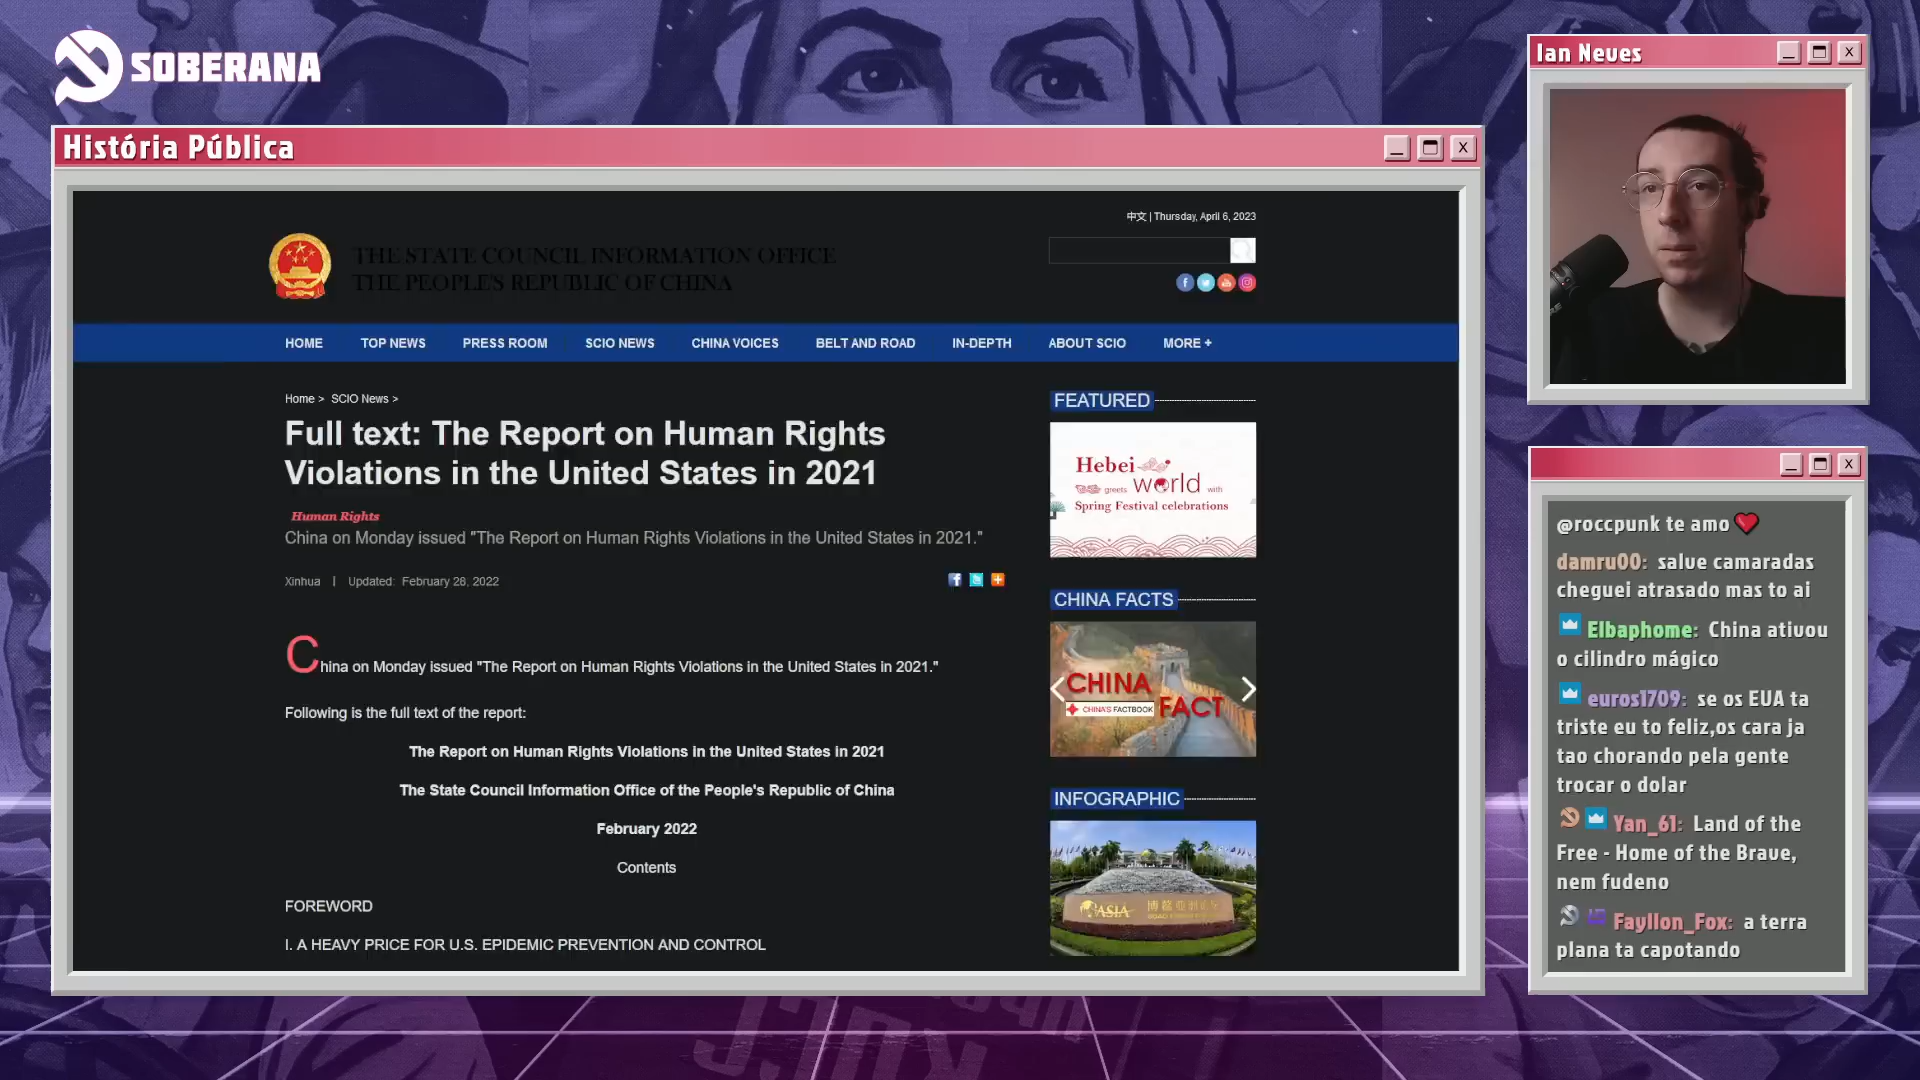 SOBERANA
História Pública
中文 | Thursday, April 6, 2023
THE STATE COUNCIL INFORMATION OFFICE
THE PEOPLE'S REPUBLIC OF CHINA
HOME TOP NEWS PRESS ROOM SCIO NEWS CHINA VOICES BELT AND ROAD IN-DEPTH ABOUT SCIO MORE +
Home > SCIO News >
Full text: The Report on Human Rights
Violations in the United States in 2021
Human Rights
China on Monday issued "The Report on Human Rights Violations in the United States in 2021."
Xinhua | Updated: February 28, 2022
China on Monday issued "The Report on Human Rights Violations in the United States in 2021."
Following is the full text of the report:
The Report on Human Rights Violations in the United States in 2021
The State Council Information Office of the People's Republic of China
February 2022
Contents
FOREWORD
I. A HEAVY PRICE FOR U.S. EPIDEMIC PREVENTION AND CONTROL
FEATURED
Hebei
greets world with
Spring Festival celebrations
CHINA FACTS
CHINA
CHINA'S FACTBOOK FACT
INFOGRAPHIC
ASIA
Ian Neves
@roccpunk te amo
damru00: salve camaradas
cheguei atrasado mas to ai
Elbaphome: China ativou
o cilindro mágico
euros1709: se os EUA ta
triste eu to feliz,os cara ja
tao chorando pela gente
trocar o dolar
Yan_61: Land of the
Free - Home of the Brave,
nem fudeno
Fayllon_Fox: a terra
plana ta capotando